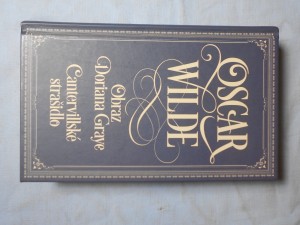 OSCAR
WILDE
Obraz
Doriana Graye
Cantervillské
strašidlo